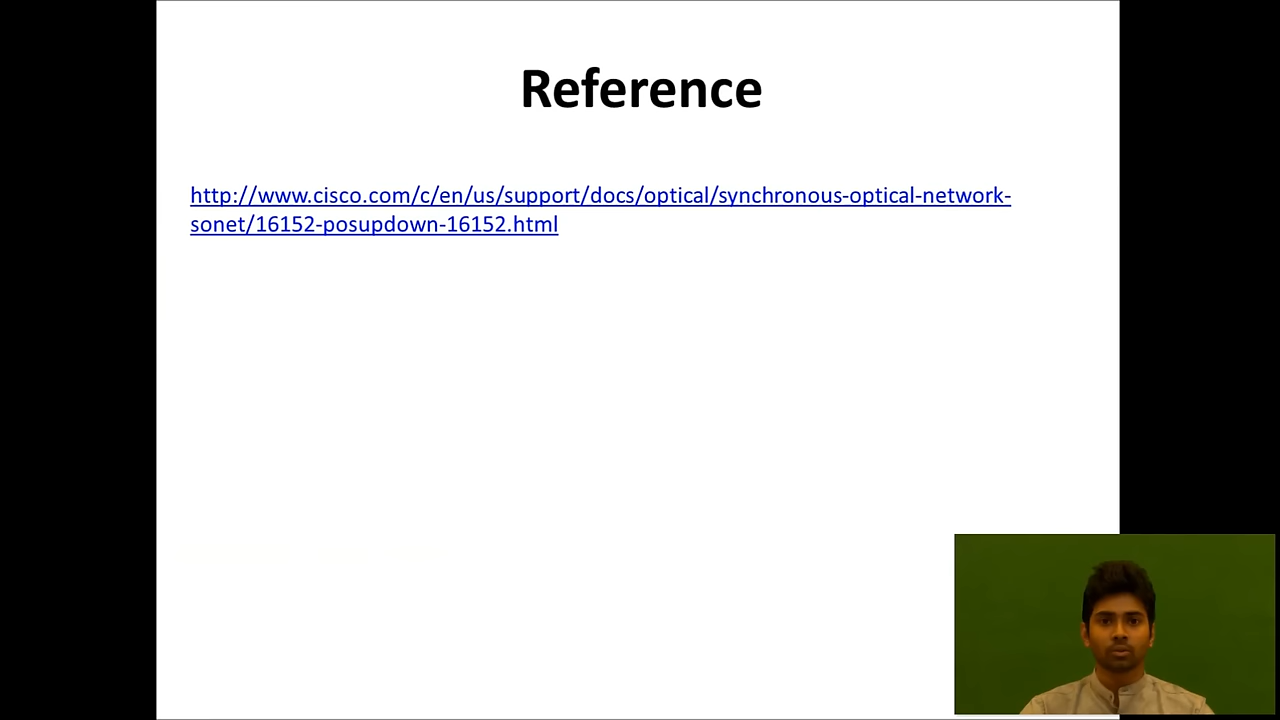 Reference
http://www.cisco.com/c/en/us/support/docs/optical/synchronous-optical-network-
sonet/16152-posupdown-16152.html